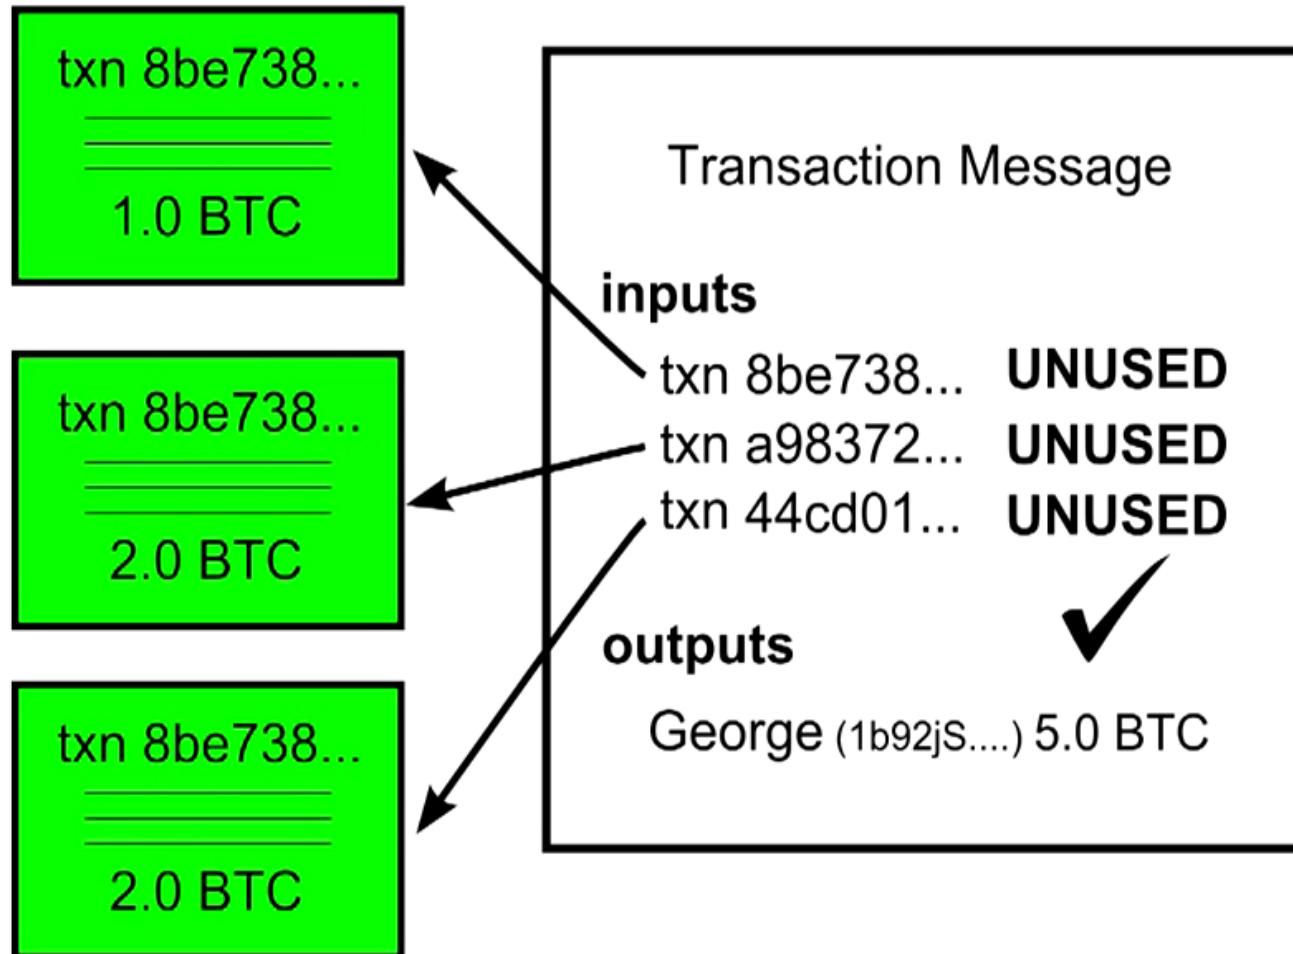 txn 8be738...
1.0 BTC
txn 8be738...
2.0 BTC
txn 8be738...
2.0 BTC
Transaction Message
inputs
txn 8be738... UNUSED
txn a98372... UNUSED
txn 44cd01... UNUSED
outputs
George (1b92jS....) 5.0 BTC